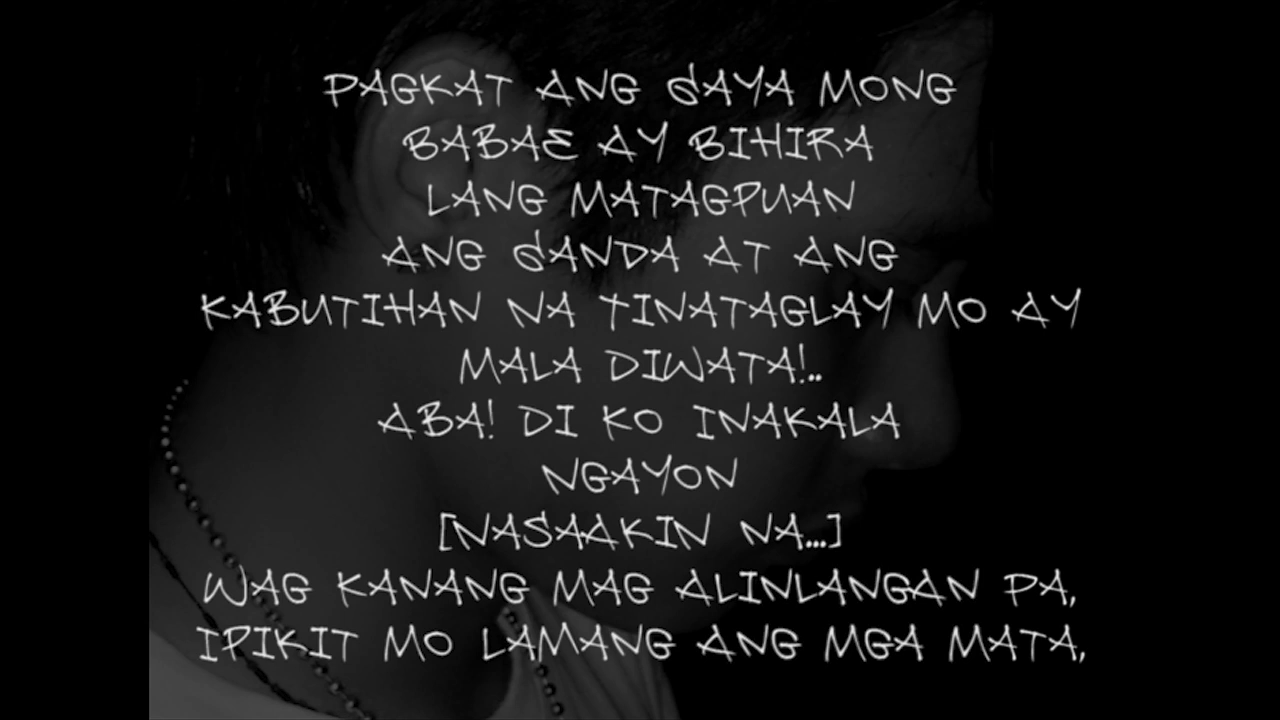 PAGKAT ANG GAYA MONG
BABAE AY BIHIRA
LANG MATAGPUAN
ANG GANDA AT ANG
KABUTIHAN NA TINATAGLAY MO AY
MALA DIWATA!..
ABA! DI KO INAKALA
NGAYON
[NASAAKIN NA...]
WAG KANANG MAG ALINLANGAN PA,
IPIKIT MO LAMANG ANG MGA MATA,